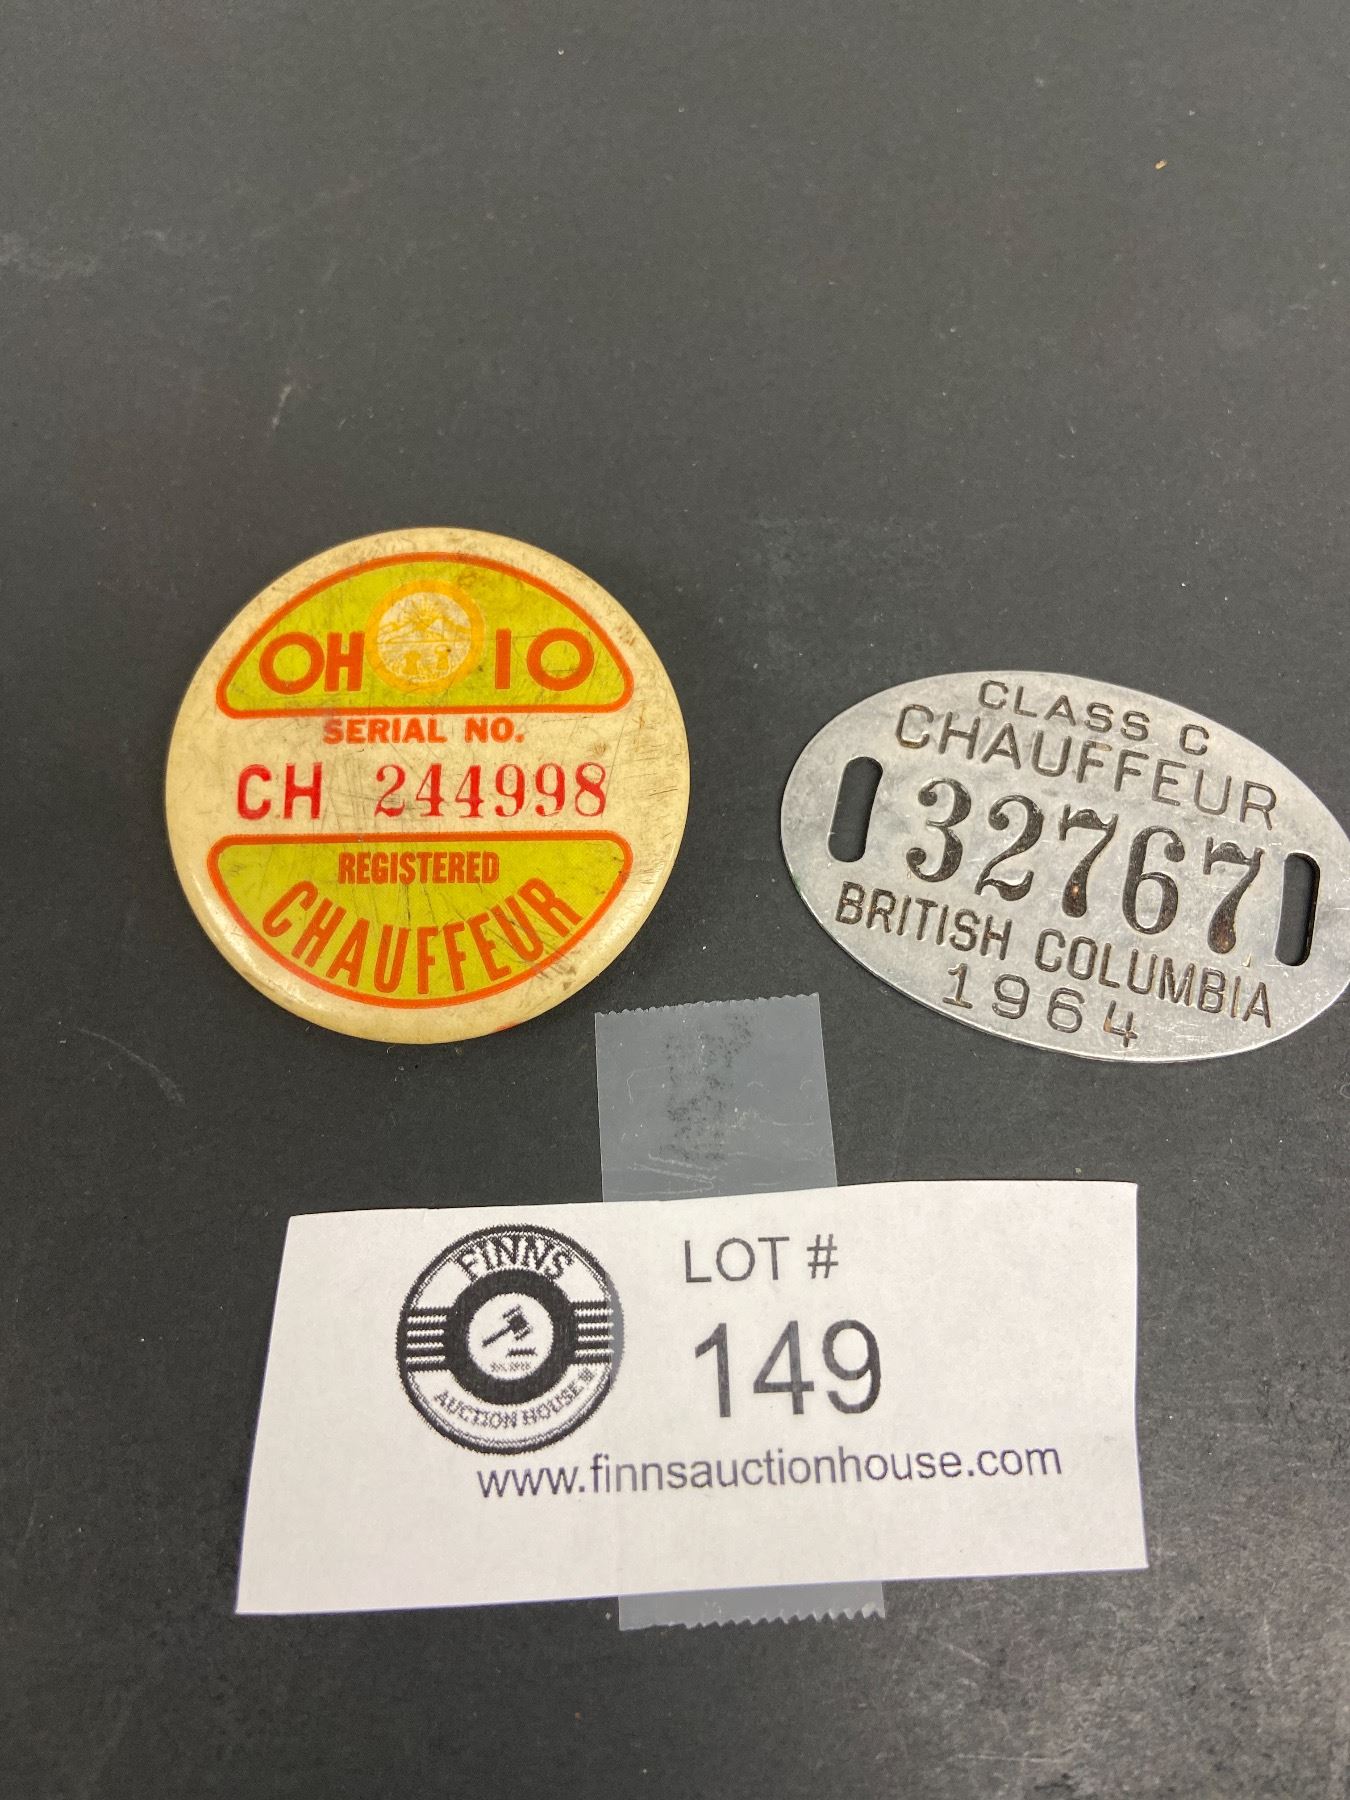 OHIO
SERIAL NO.
CH 244998
REGISTERED
CHAUFFEUR
CLASS C
CHAUFFEUR
32767
BRITISH COLUMBIA
1964
FINNS
AUCTION HOUSE
LOT #
149
www.finnsauctionhouse.com